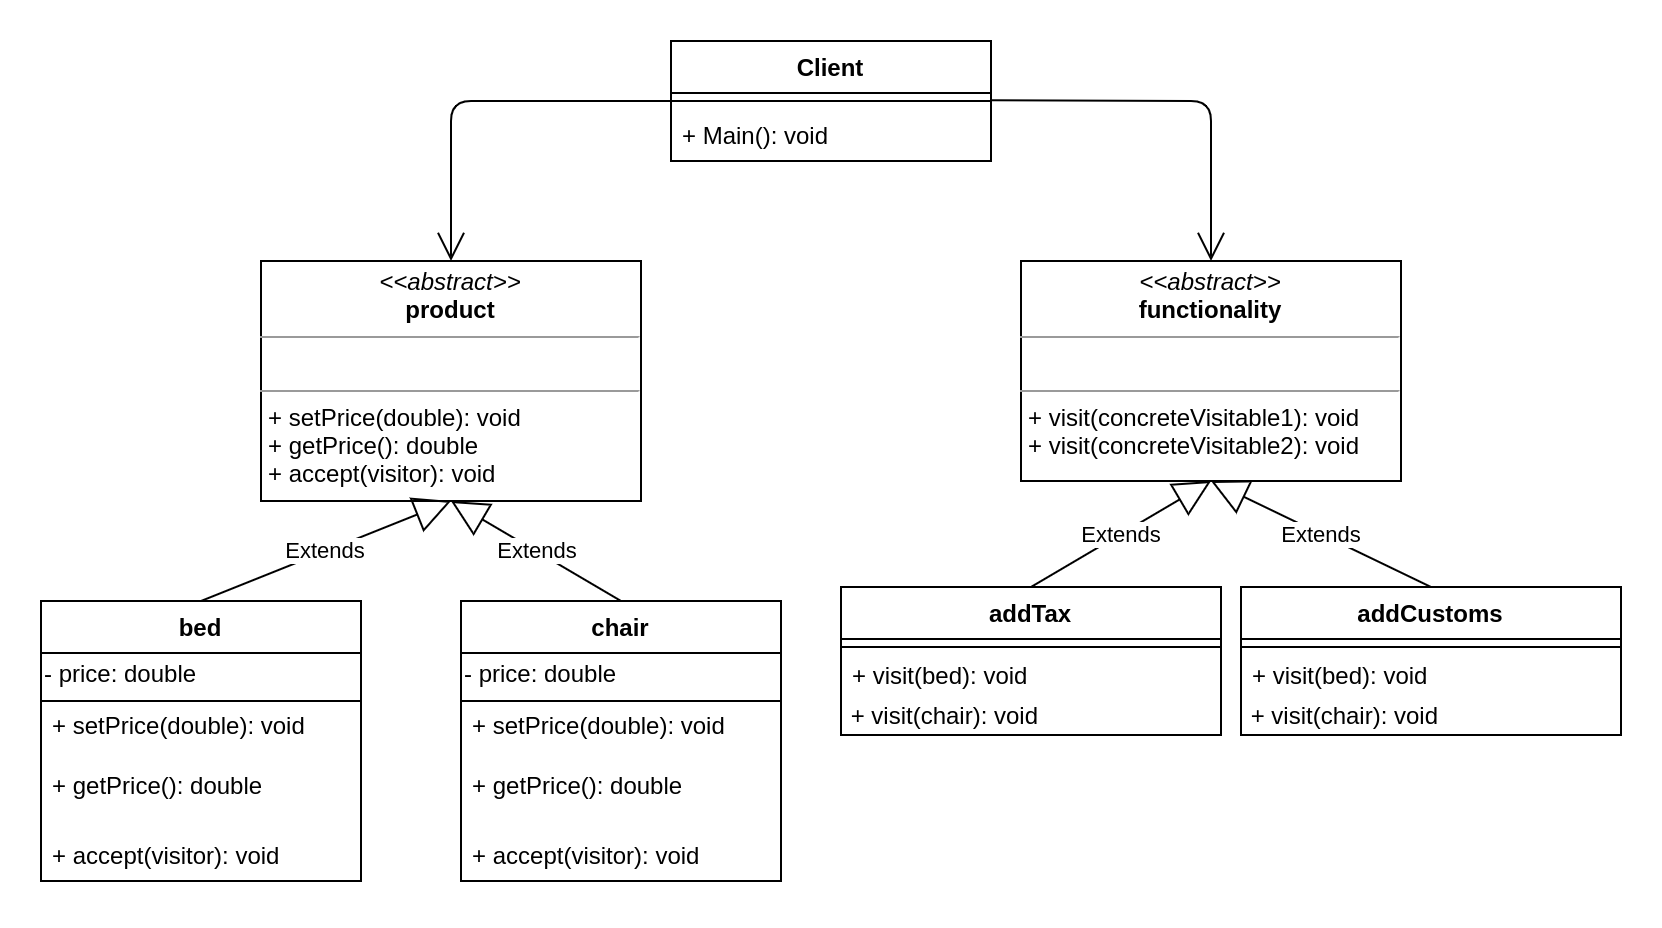 Client
+ Main(): void
<<abstract>>
product
+ setPrice(double): void
+ getPrice(): double
+ accept(visitor): void
<<abstract>>
functionality
+ visit(concreteVisitable1): void
+ visit(concreteVisitable2): void
Extends
Extends
Extends
Extends
bed
- price: double
+ setPrice(double): void
+ getPrice(): double
+ accept(visitor): void
chair
- price: double
+ setPrice(double): void
+ getPrice(): double
+ accept(visitor): void
addTax
+ visit(bed): void
+ visit(chair): void
addCustoms
+ visit(bed): void
+ visit(chair): void